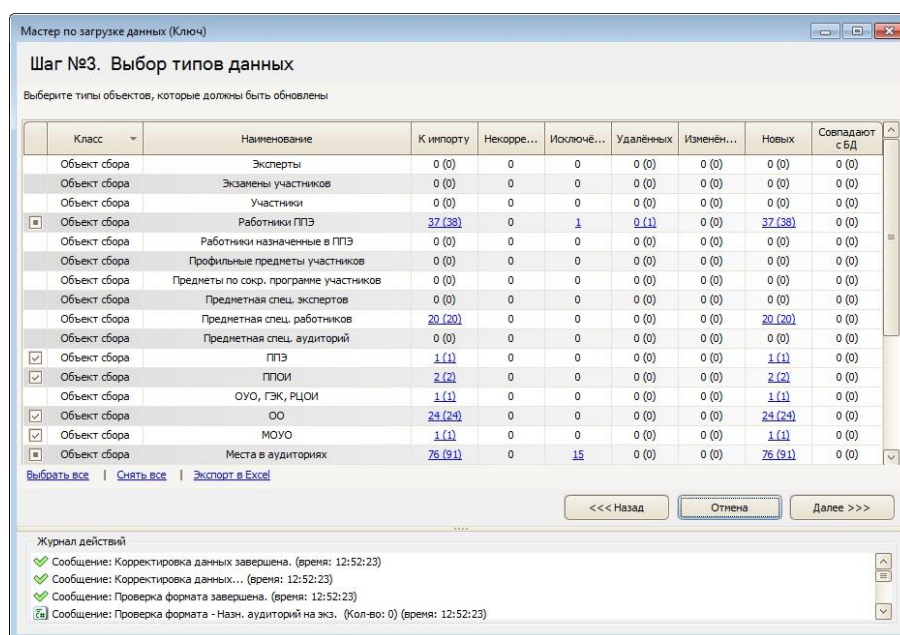 Мастер по загрузке данных (Ключ)
Шаг №3. Выбор типов данных
Выберите типы объектов, которые должны быть обновлены
Класс Наименование К импорту Некорре... Исключё... Удалённых Изменён... Новых Совпадают с БД
Объект сбора Эксперты 0 (0) 0 0 0 (0) 0 (0) 0 (0) 0 (0)
Объект сбора Экзамены участников 0 (0) 0 0 0 (0) 0 (0) 0 (0) 0 (0)
Объект сбора Участники 0 (0) 0 0 0 (0) 0 (0) 0 (0) 0 (0)
Объект сбора Работники ППЭ 37 (38) 0 1 0 (1) 0 (0) 37 (38) 0 (0)
Объект сбора Работники назначенные в ППЭ 0 (0) 0 0 0 (0) 0 (0) 0 (0) 0 (0)
Объект сбора Профильные предметы участников 0 (0) 0 0 0 (0) 0 (0) 0 (0) 0 (0)
Объект сбора Предметы по сокр. программе участников 0 (0) 0 0 0 (0) 0 (0) 0 (0) 0 (0)
Объект сбора Предметная спец. экспертов 0 (0) 0 0 0 (0) 0 (0) 0 (0) 0 (0)
Объект сбора Предметная спец. работников 20 (20) 0 0 0 (0) 0 (0) 20 (20) 0 (0)
Объект сбора Предметная спец. аудиторий 0 (0) 0 0 0 (0) 0 (0) 0 (0) 0 (0)
Объект сбора ППЭ 1 (1) 0 0 0 (0) 0 (0) 1 (1) 0 (0)
Объект сбора ППОИ 2 (2) 0 0 0 (0) 0 (0) 2 (2) 0 (0)
Объект сбора ОУО, ГЭК, РЦОИ 1 (1) 0 0 0 (0) 0 (0) 1 (1) 0 (0)
Объект сбора ОО 24 (24) 0 0 0 (0) 0 (0) 24 (24) 0 (0)
Объект сбора МОУО 1 (1) 0 0 0 (0) 0 (0) 1 (1) 0 (0)
Объект сбора Места в аудиториях 76 (91) 0 15 0 (0) 0 (0) 76 (91) 0 (0)
Выбрать все | Снять все | Экспорт в Excel
<<< Назад Отмена Далее >>>
Журнал действий
Сообщение: Корректировка данных завершена. (время: 12:52:23)
Сообщение: Корректировка данных... (время: 12:52:23)
Сообщение: Проверка формата завершена. (время: 12:52:23)
Сообщение: Проверка формата - Назн. аудиторий на экз. (Кол-во: 0) (время: 12:52:23)